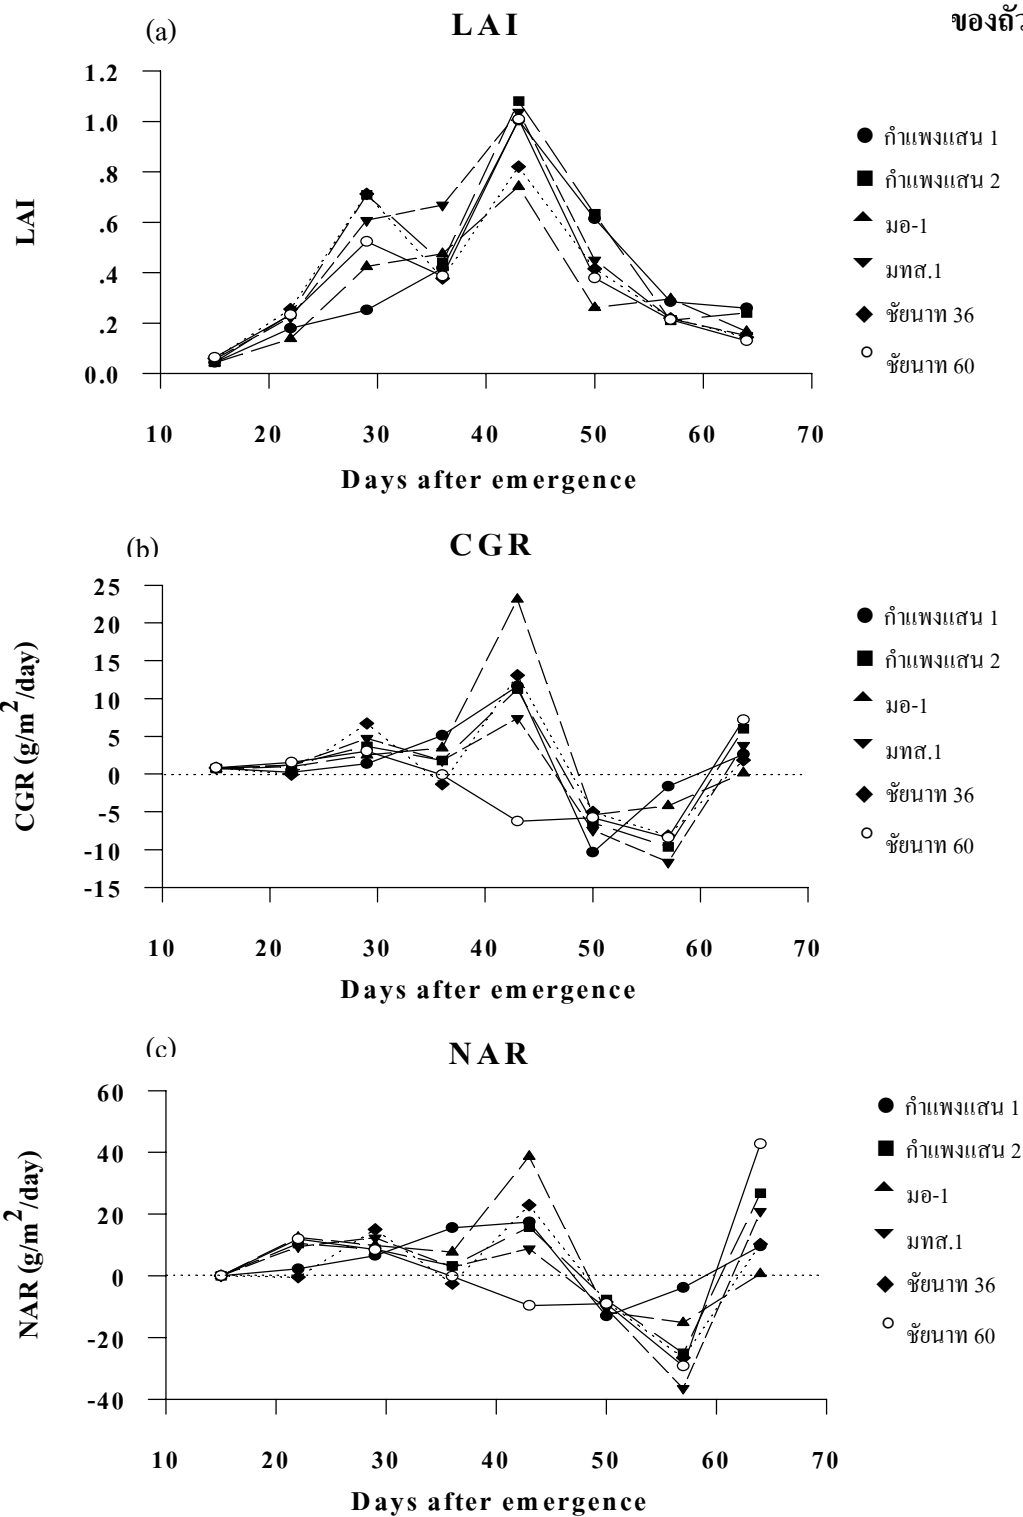 ของถั่ว
(a)
LAI
1.2
1.0
.8
.6
.4
.2
0.0
LAI
10 20 30 40 50 60 70
Days after emergence
กำแพงแสน 1
กำแพงแสน 2
มอ-1
มทส.1
ชัยนาท 36
ชัยนาท 60
(b)
CGR
25
20
15
10
5
0
-5
-10
-15
CGR (g/m²/day)
10 20 30 40 50 60 70
Days after emergence
กำแพงแสน 1
กำแพงแสน 2
มอ-1
มทส.1
ชัยนาท 36
ชัยนาท 60
(c)
NAR
60
40
20
0
-20
-40
NAR (g/m²/day)
10 20 30 40 50 60 70
Days after emergence
กำแพงแสน 1
กำแพงแสน 2
มอ-1
มทส.1
ชัยนาท 36
ชัยนาท 60